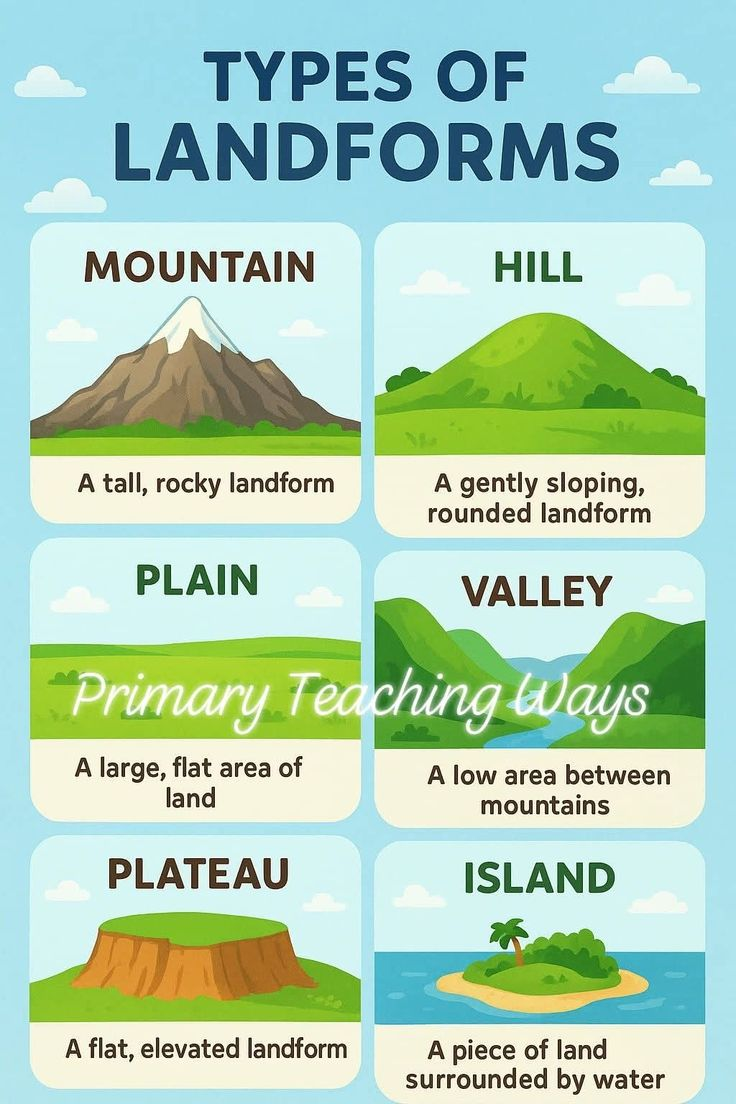 TYPES OF
LANDFORMS
MOUNTAIN
A tall, rocky landform
HILL
A gently sloping,
rounded landform
PLAIN
A large, flat area of
land
VALLEY
A low area between
mountains
Primary Teaching Ways
PLATEAU
A flat, elevated landform
ISLAND
A piece of land
surrounded by water